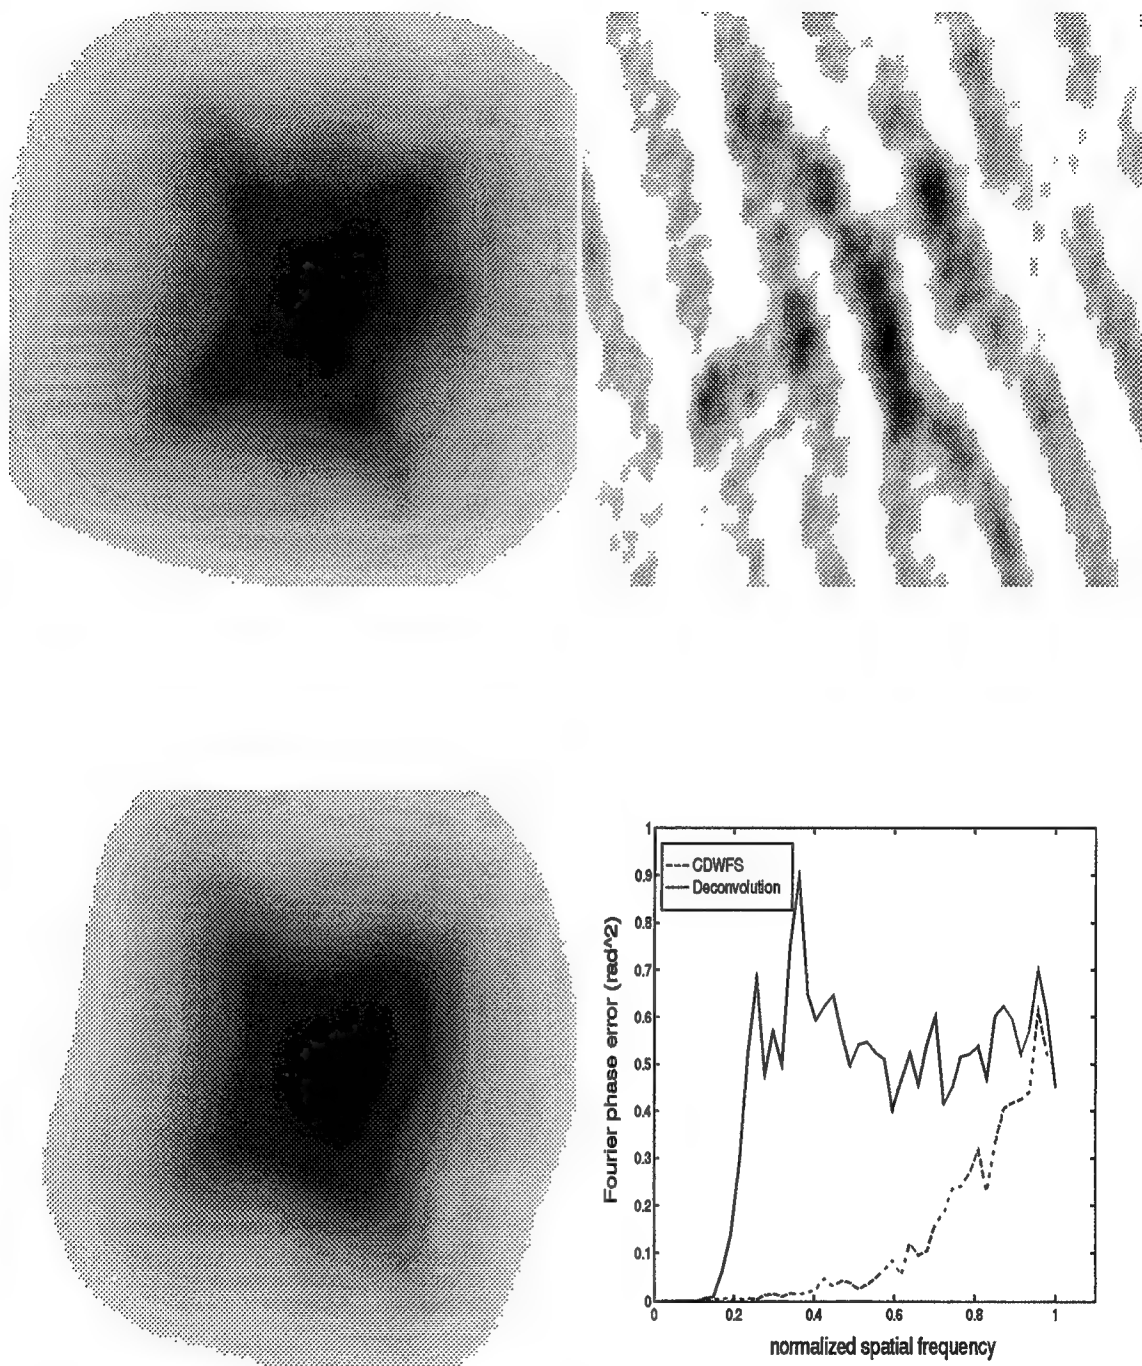 1
0.9
0.8
0.7
0.6
0.5
0.4
0.3
0.2
0.1
0
Fourier phase error (rad^2)
CDWFS
Deconvolution
0 0.2 0.4 0.6 0.8 1
normalized spatial frequency